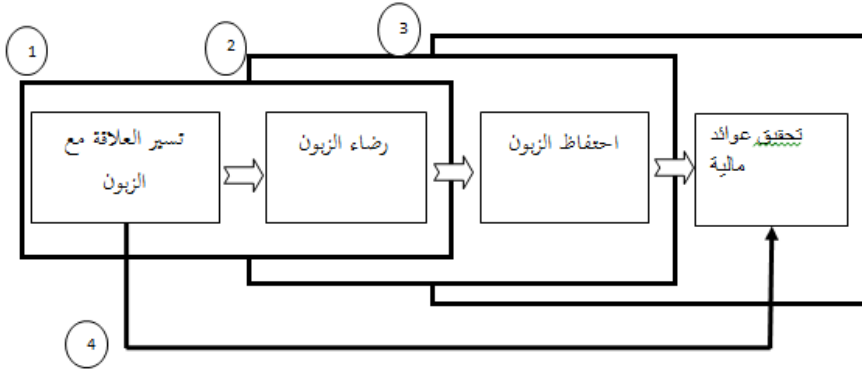 1
2
3
تسير العلاقة مع
الزبون
رضاء الزبون
احتفاظ الزبون
تحقيق عوائد
مالية
4